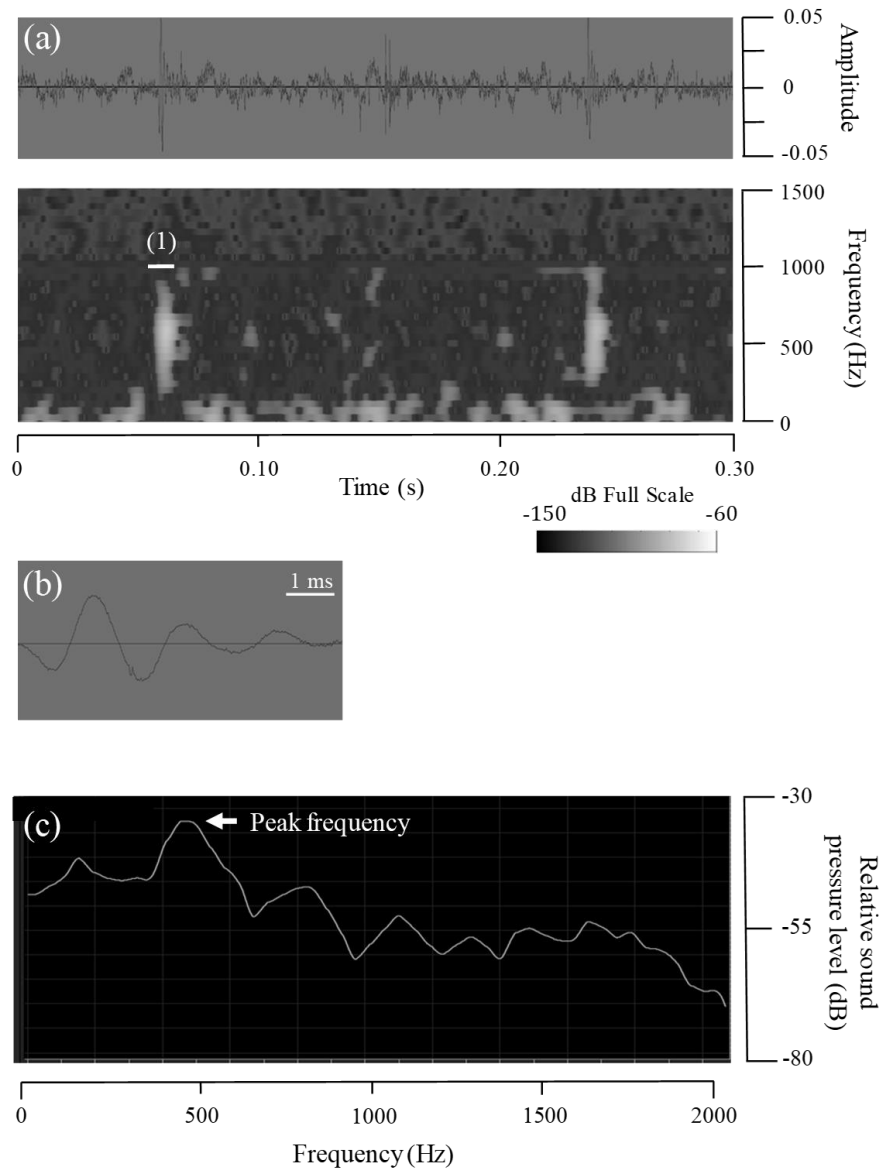 (a)
0.05
0
-0.05
Amplitude
(1)
1500
1000
500
0
Frequency (Hz)
0
0.10
0.20
0.30
Time (s)
dB Full Scale
-150
-60
(b)
1 ms
(c)
Peak frequency
-30
-55
-80
Relative sound
pressure level (dB)
0
500
1000
1500
2000
Frequency (Hz)